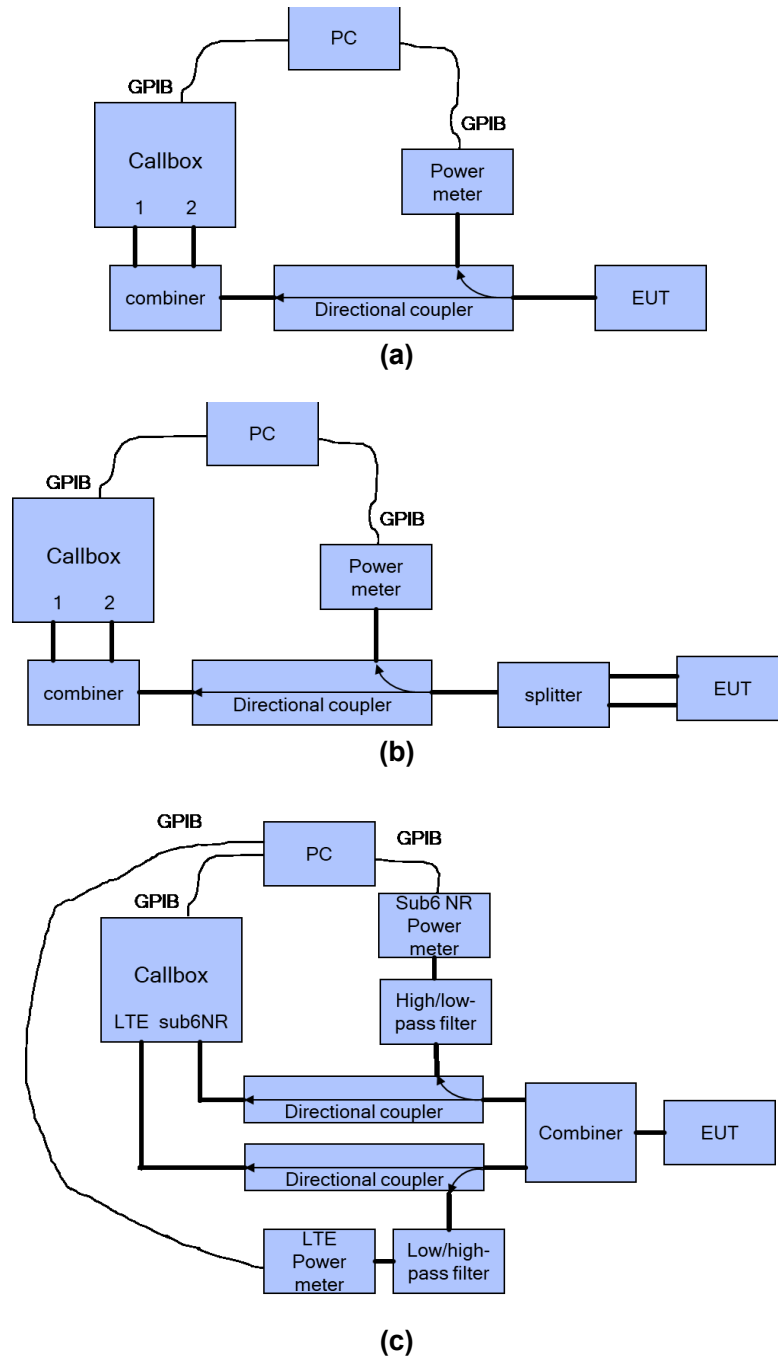 PC
GPIB
GPIB
Callbox
1 2
Power
meter
combiner
Directional coupler
EUT
(a)
PC
GPIB
GPIB
Callbox
1 2
Power
meter
combiner
Directional coupler
splitter
EUT
(b)
GPIB
PC
GPIB
GPIB
Sub6 NR
Power
meter
Callbox
LTE sub6NR
High/low-
pass filter
Directional coupler
Combiner
EUT
Directional coupler
LTE
Power
meter
Low/high-
pass filter
(c)